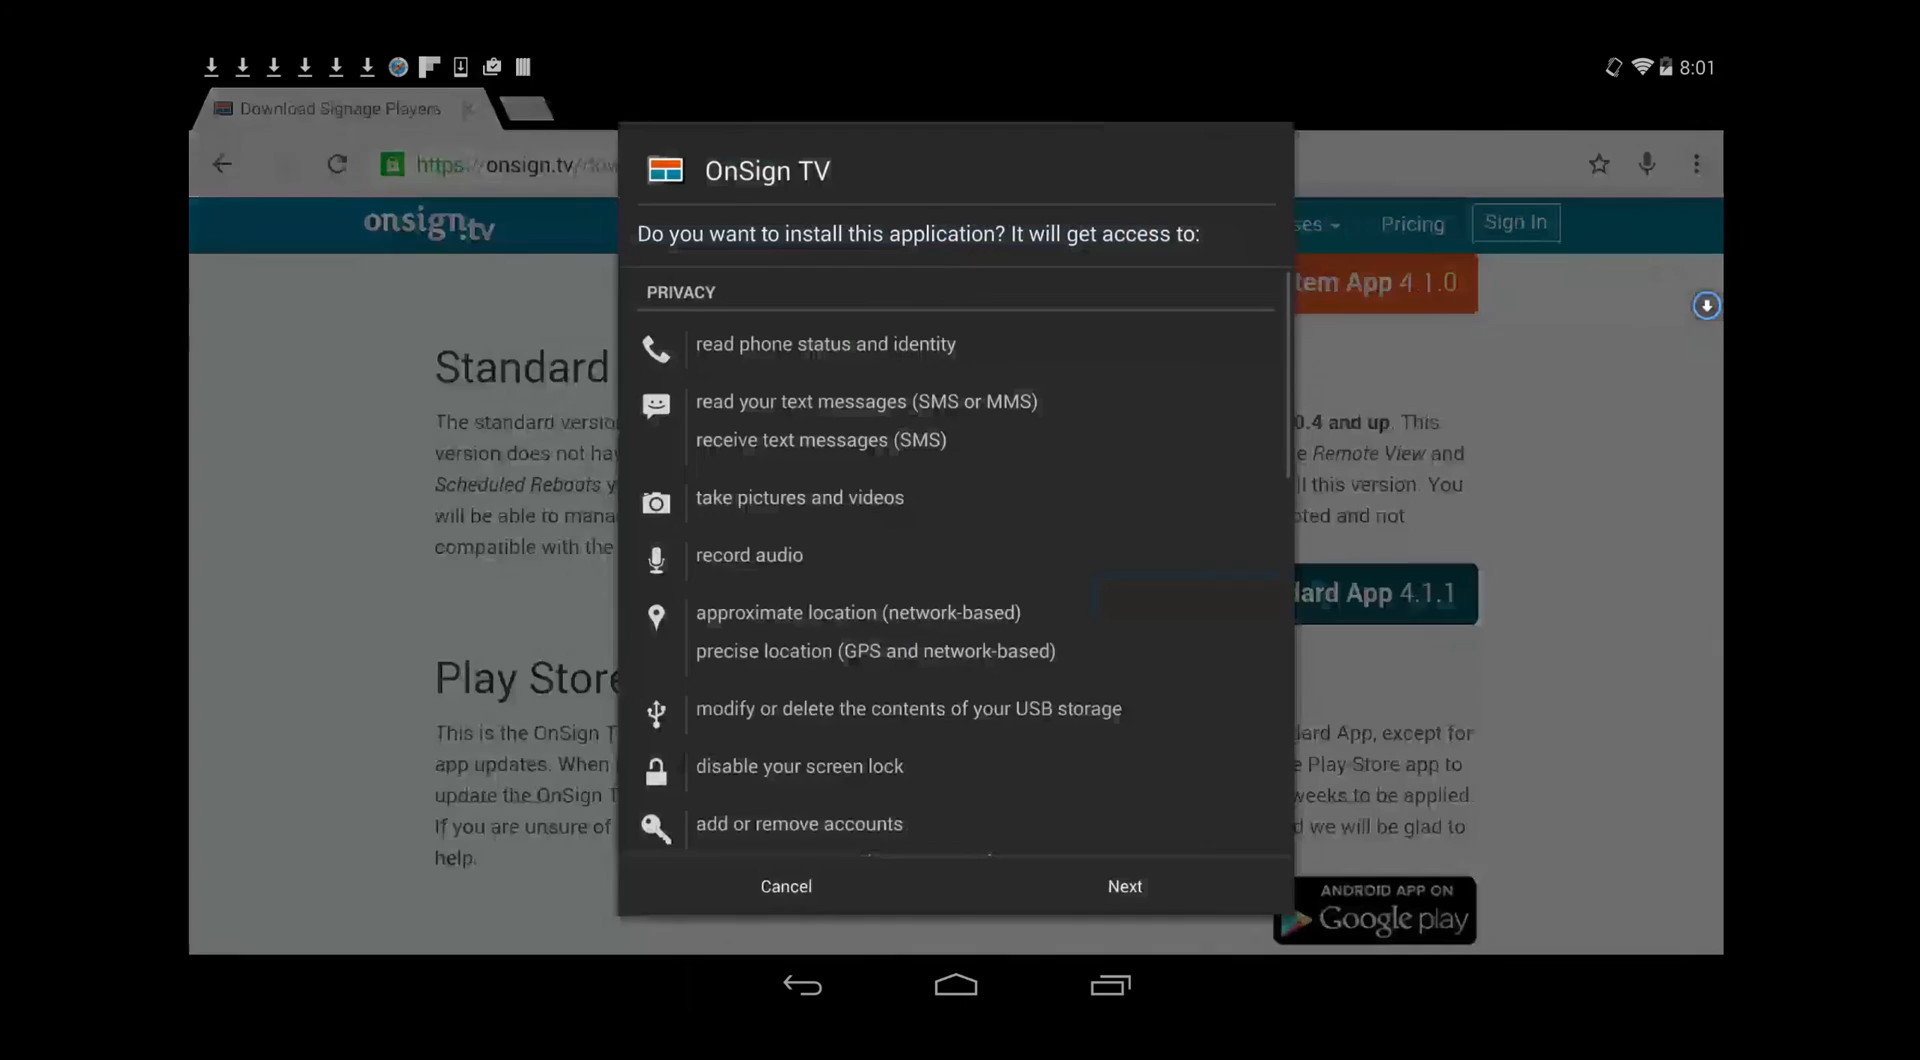 8:01
Download Signage Players
https://onsign.tv/dow
onsign.tv
Pricing
Sign In
OnSign TV
Do you want to install this application? It will get access to:
PRIVACY
read phone status and identity
read your text messages (SMS or MMS)
receive text messages (SMS)
take pictures and videos
record audio
approximate location (network-based)
precise location (GPS and network-based)
modify or delete the contents of your USB storage
disable your screen lock
add or remove accounts
Cancel
Next
tem App 4.1.0
Standard
The standard versio
0.4 and up. This
version does not ha
e Remote View and
Scheduled Reboots y
ll this version. You
will be able to mana
oted and not
compatible with the
dard App 4.1.1
Play Store
This is the OnSign T
dard App, except for
app updates. When
e Play Store app to
update the OnSign T
weeks to be applied.
If you are unsure of
d we will be glad to
help.
ANDROID APP ON
Google play